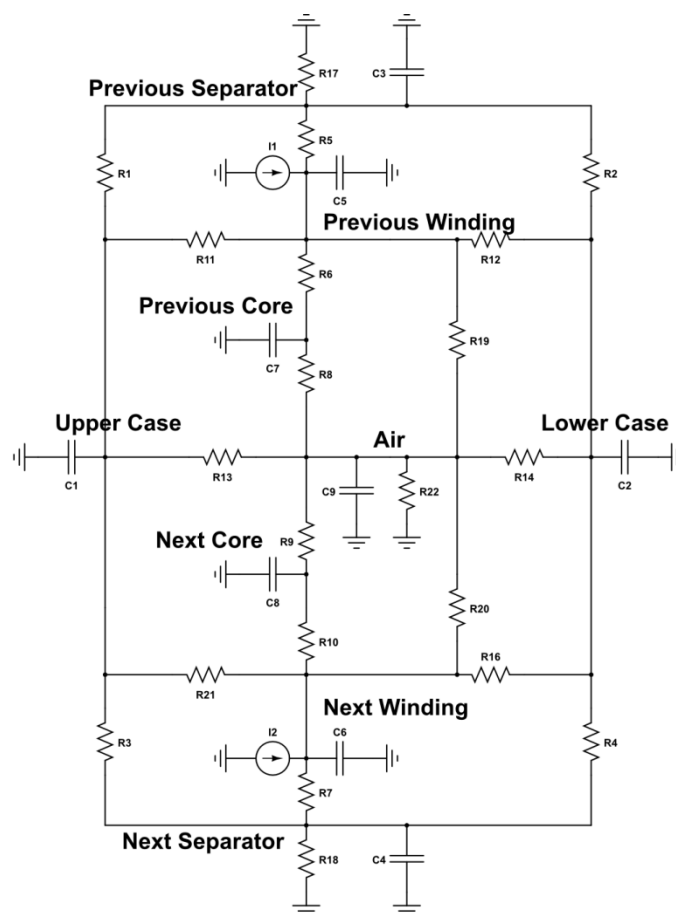 R17
C3
Previous Separator
R5
I1
R1
R2
C5
Previous Winding
R11
R12
R6
Previous Core
R19
C7
R8
Upper Case
Air
Lower Case
C1
R13
R14
C2
C9
R22
Next Core
R9
C8
R20
R10
R16
R21
Next Winding
I2
C6
R3
R4
R7
Next Separator
R18
C4